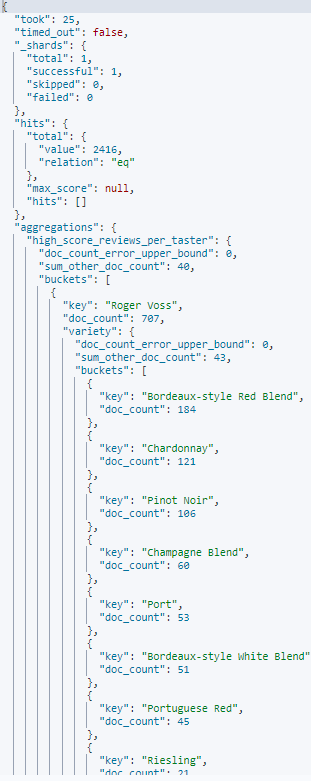 {
"took": 25,
"timed_out": false,
"_shards": {
"total": 1,
"successful": 1,
"skipped": 0,
"failed": 0
},
"hits": {
"total": {
"value": 2416,
"relation": "eq"
},
"max_score": null,
"hits": []
},
"aggregations": {
"high_score_reviews_per_taster": {
"doc_count_error_upper_bound": 0,
"sum_other_doc_count": 40,
"buckets": [
{
"key": "Roger Voss",
"doc_count": 707,
"variety": {
"doc_count_error_upper_bound": 0,
"sum_other_doc_count": 43,
"buckets": [
{
"key": "Bordeaux-style Red Blend",
"doc_count": 184
},
{
"key": "Chardonnay",
"doc_count": 121
},
{
"key": "Pinot Noir",
"doc_count": 106
},
{
"key": "Champagne Blend",
"doc_count": 60
},
{
"key": "Port",
"doc_count": 53
},
{
"key": "Bordeaux-style White Blend"
"doc_count": 51
},
{
"key": "Portuguese Red",
"doc_count": 45
},
{
"key": "Riesling",
"doc_count": 21